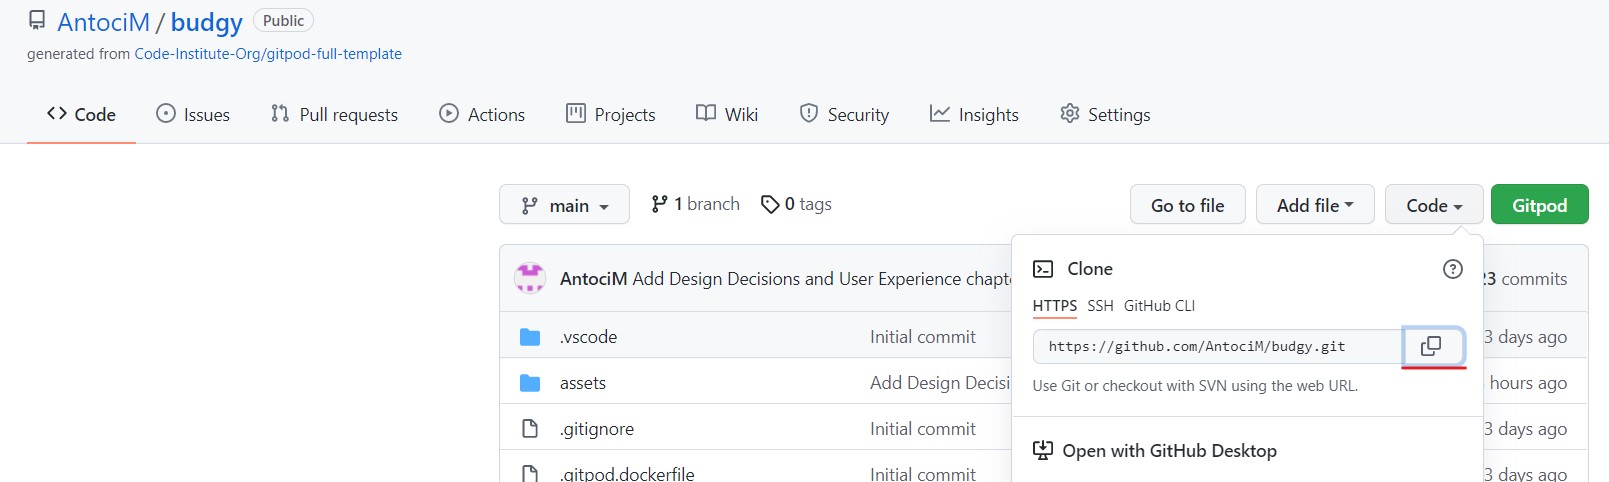 AntociM / budgy Public
generated from Code-Institute-Org/gitpod-full-template
Code Issues Pull requests Actions Projects Wiki Security Insights Settings
main 1 branch 0 tags Go to file Add file Code Gitpod
AntociM Add Design Decisions and User Experience chapt
23 commits
.vscode Initial commit 3 days ago
assets Add Design Decisi hours ago
.gitignore Initial commit 3 days ago
.gitpod.dockerfile Initial commit 3 days ago
Clone
HTTPS SSH GitHub CLI
https://github.com/AntociM/budgy.git
Use Git or checkout with SVN using the web URL.
Open with GitHub Desktop